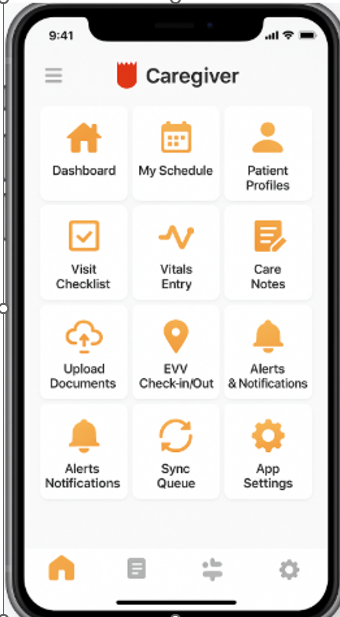 9:41
Caregiver
Dashboard
My Schedule
Patient
Profiles
Visit
Checklist
Vitals
Entry
Care
Notes
Upload
Documents
EVV
Check-in/Out
Alerts
& Notifications
Alerts
Notifications
Sync
Queue
App
Settings